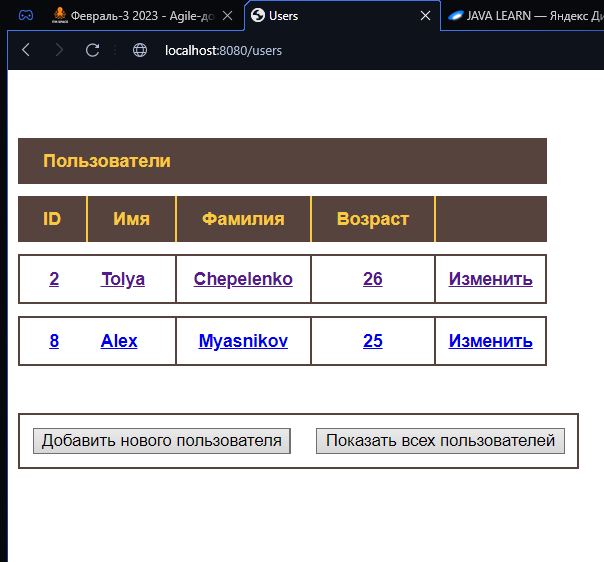 Февраль-3 2023 - Agile-до
Users
JAVA LEARN — Яндекс Ди
localhost:8080/users
Пользователи
ID Имя Фамилия Возраст
2 Tolya Chepelenko 26 Изменить
8 Alex Myasnikov 25 Изменить
Добавить нового пользователя Показать всех пользователей